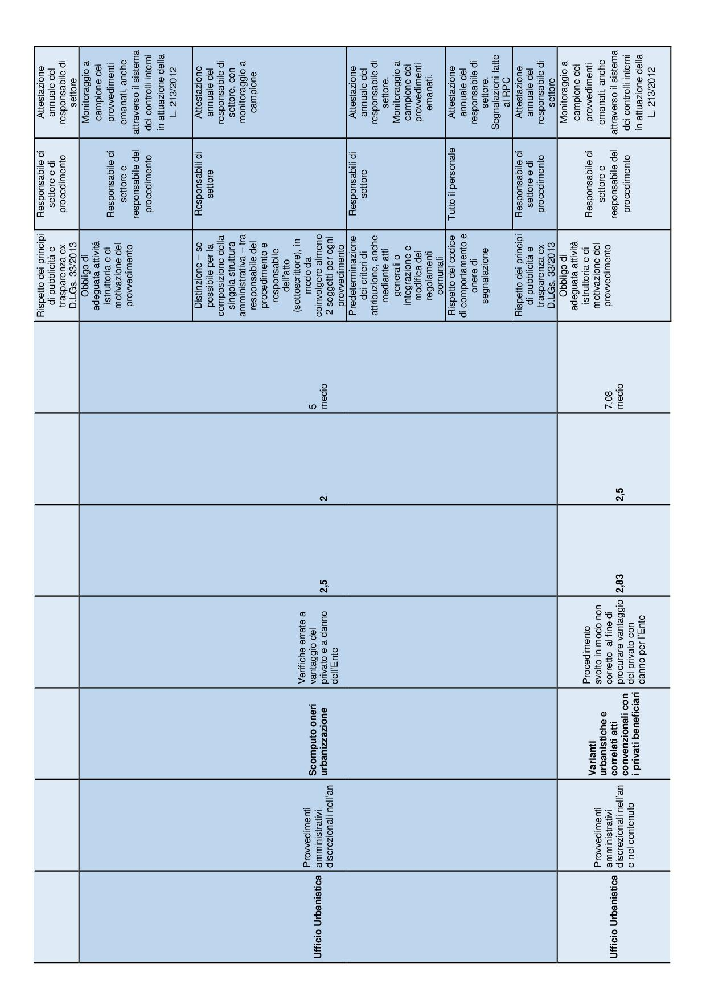 Rispetto dei principi
di pubblicità e
trasparenza ex
D.LGs. 33/2013
Responsabile di
settore e di
procedimento
Attestazione
annuale del
responsabile di
settore
Ufficio Urbanistica
Provvedimenti
amministrativi
discrezionali nell'an
Scomputo oneri
urbanizzazione
Verifiche errate a
vantaggio del
privato e a danno
dell'Ente
2,5
2
5
medio
Obbligo di
adeguata attività
istruttoria e di
motivazione del
provvedimento
Responsabile di
settore e
responsabile del
procedimento
Monitoraggio a
campione dei
provvedimenti
emanati, anche
attraverso il sistema
dei controlli interni
in attuazione della
L. 213/2012
Distinzione – se
possibile per la
composizione della
singola struttura
amministrativa – tra
responsabile del
procedimento e
responsabile
dell'atto
(sottoscrittore), in
modo da
coinvolgere almeno
2 soggetti per ogni
provvedimento
Responsabili di
settore
Attestazione
annuale del
responsabile di
settore, con
monitoraggio a
campione
Predeterminazione
dei criteri di
attribuzione, anche
mediante atti
generali o
integrazione e
modifica dei
regolamenti
comunali
Responsabili di
settore
Attestazione
annuale del
responsabile di
settore.
Monitoraggio a
campione dei
provvedimenti
emanati.
Rispetto del codice
di comportamento e
onere di
segnalazione
Tutto il personale
Attestazione
annuale del
responsabile di
settore.
Segnalazioni fatte
al RPC
Rispetto dei principi
di pubblicità e
trasparenza ex
D.LGs. 33/2013
Responsabile di
settore e di
procedimento
Attestazione
annuale del
responsabile di
settore
Ufficio Urbanistica
Provvedimenti
amministrativi
discrezionali nell'an
e nel contenuto
Varianti
urbanistiche e
correlati atti
convenzionali con
i privati beneficiari
Procedimento
svolto in modo non
corretto al fine di
procurare vantaggio
del privato con
danno per l'Ente
2,83
2,5
7,08
medio
Obbligo di
adeguata attività
istruttoria e di
motivazione del
provvedimento
Responsabile di
settore e
responsabile del
procedimento
Monitoraggio a
campione dei
provvedimenti
emanati, anche
attraverso il sistema
dei controlli interni
in attuazione della
L. 213/2012